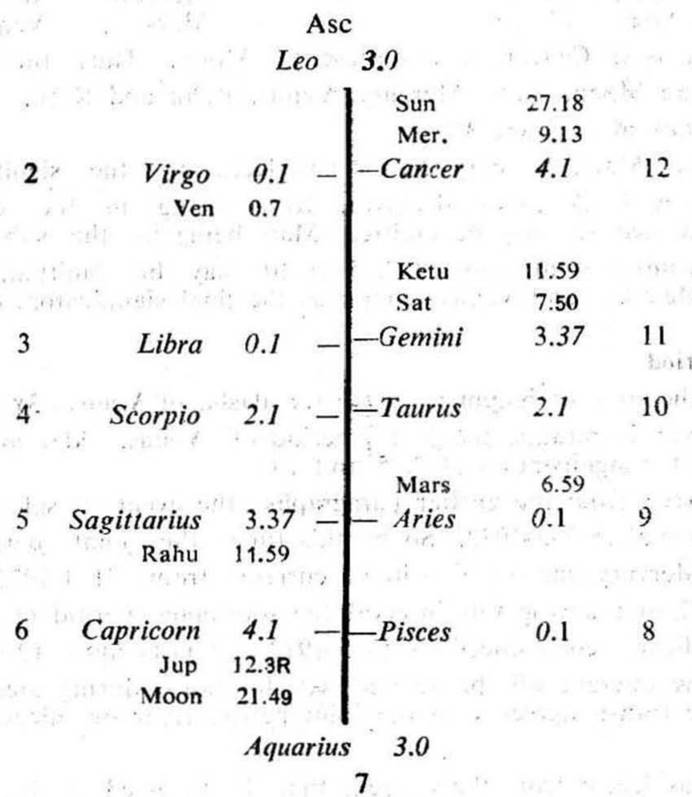 Asc
Leo 3.0
Sun 27.18
Mer. 9.13
2 Virgo 0.1 Cancer 4.1 12
Ven 0.7
Ketu 11.59
Sat 7.50
3 Libra 0.1 Gemini 3.37 11
4 Scorpio 2.1 Taurus 2.1 10
Mars 6.59
5 Sagittarius 3.37 Aries 0.1 9
Rahu 11.59
6 Capricorn 4.1 Pisces 0.1 8
Jup 12.3R
Moon 21.49
Aquarius 3.0
7